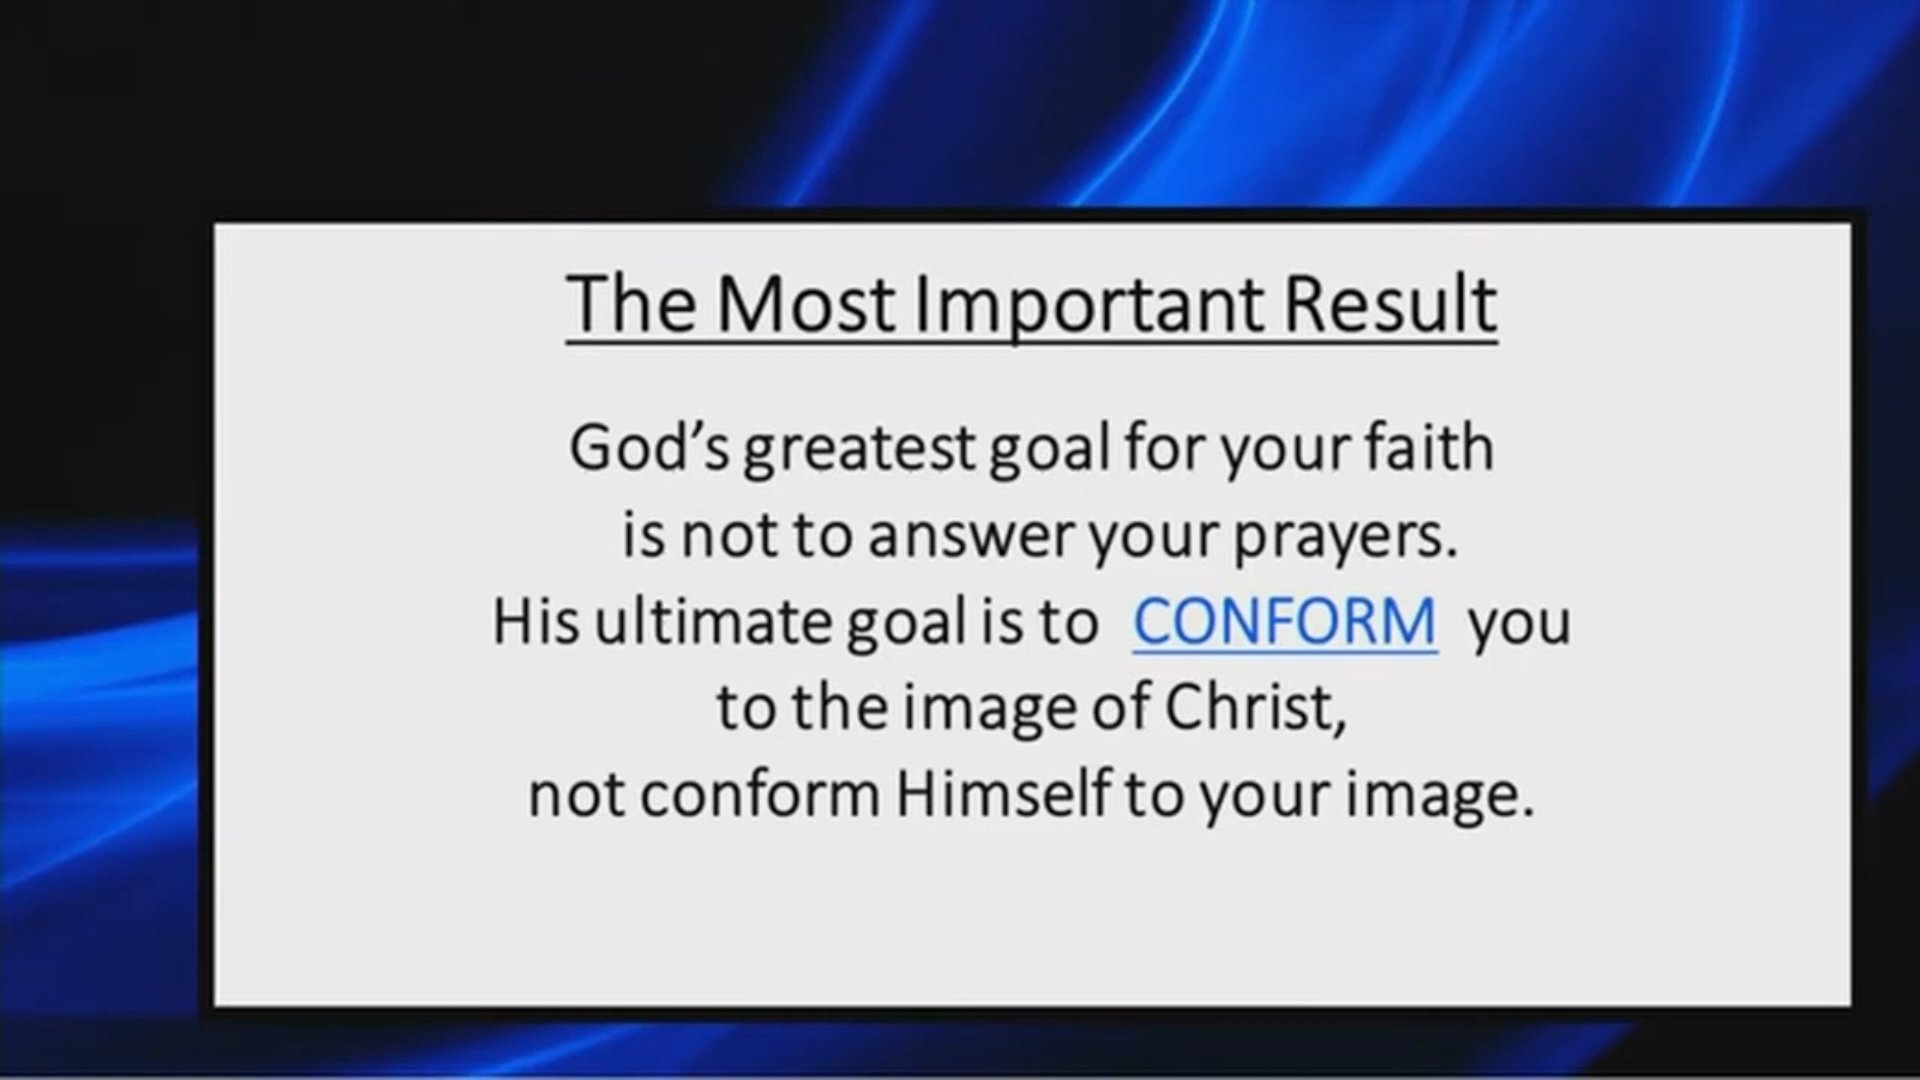 The Most Important Result
God’s greatest goal for your faith
is not to answer your prayers.
His ultimate goal is to CONFORM you
to the image of Christ,
not conform Himself to your image.